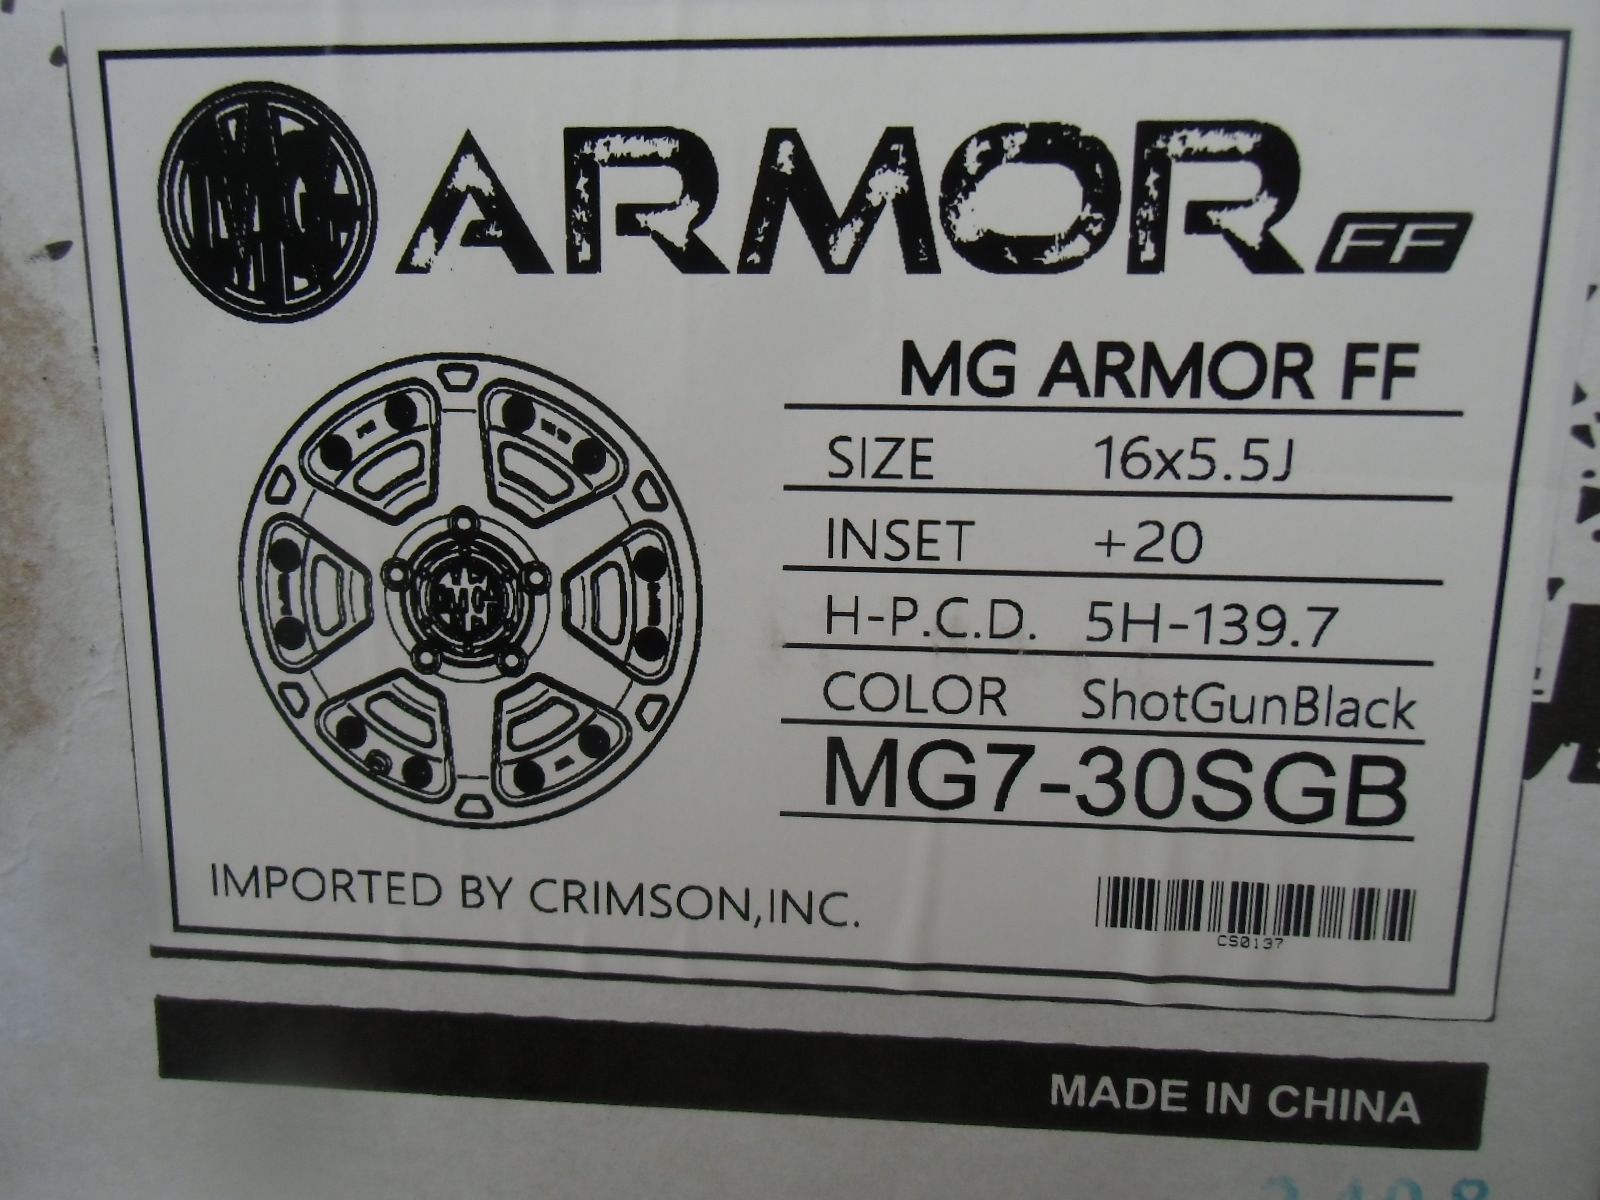 MG ARMOR FF
MG ARMOR FF
SIZE 16x5.5J
INSET +20
H-P.C.D. 5H-139.7
COLOR ShotGunBlack
MG7-30SGB
IMPORTED BY CRIMSON,INC.
CS0137
MADE IN CHINA